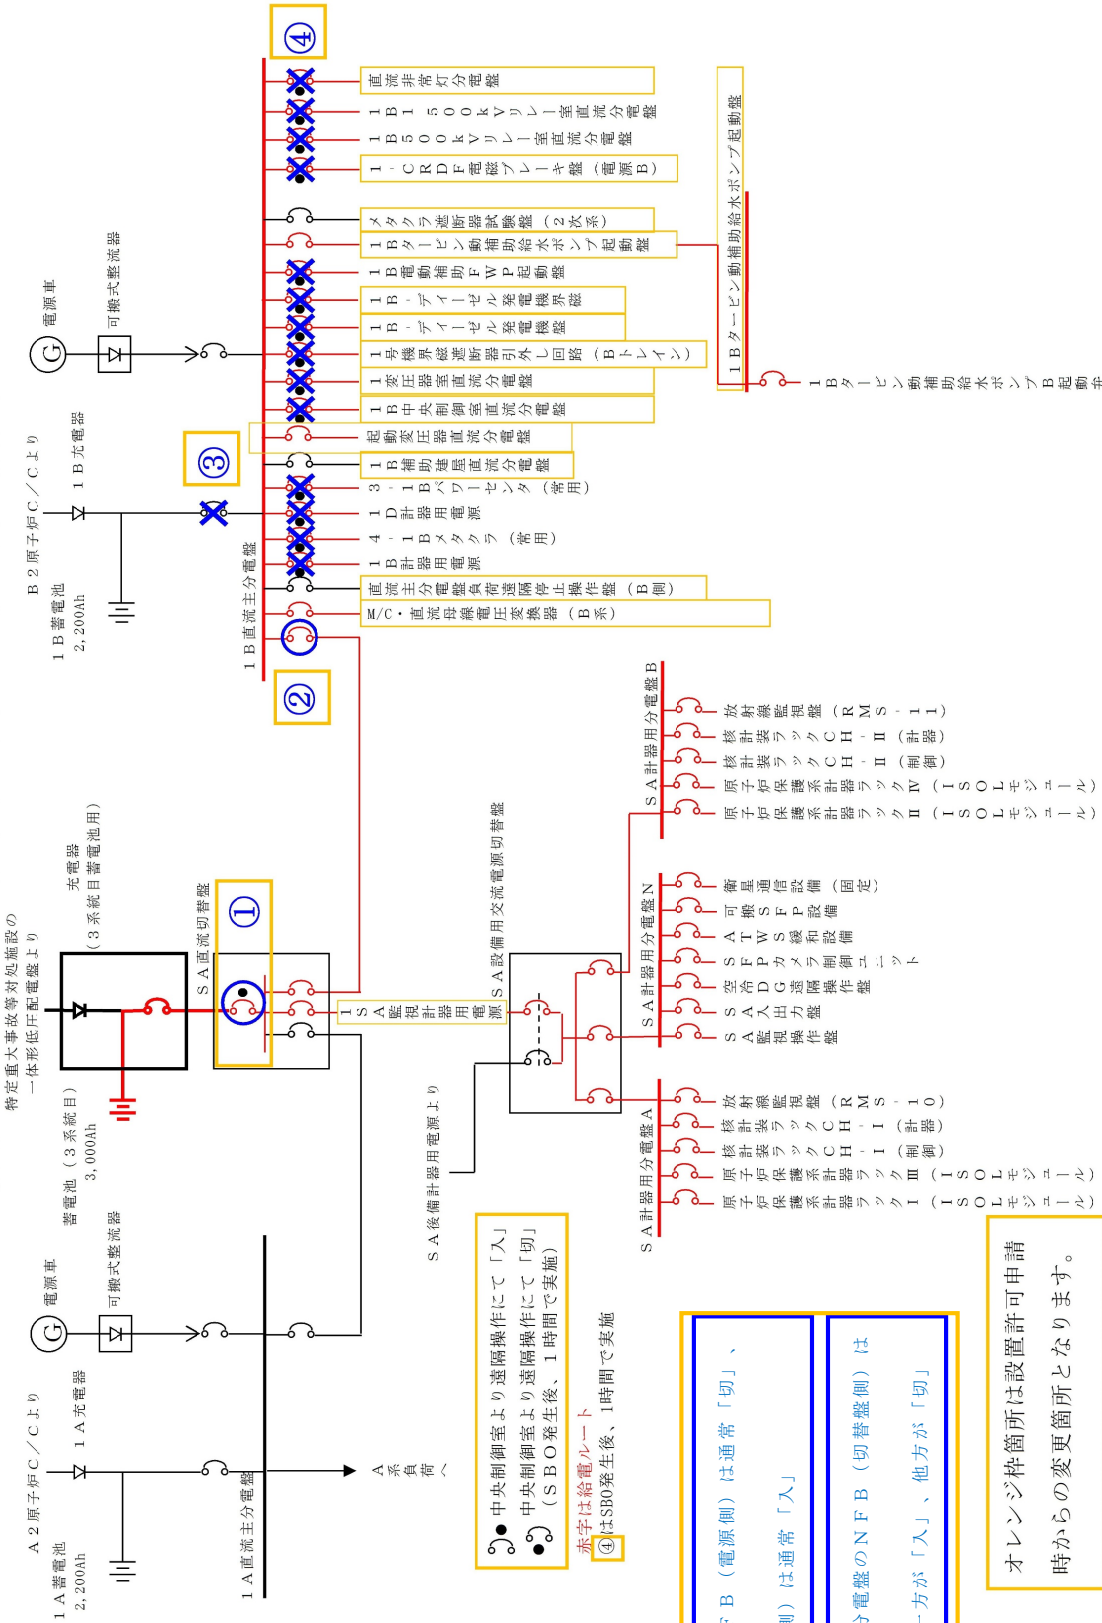 特定重大事故等対処施設の
一体形低圧配電盤より
充電器
(3系統目蓄電池用)
蓄電池(3系統目)
3,000Ah
SA直流切替盤
①
A2原子炉C/Cより
1A充電器
1A蓄電池
2,200Ah
電源車
G
可搬式整流器
1A直流主分電盤
A系負荷へ
B2原子炉C/Cより
1B充電器
1B蓄電池
2,200Ah
③
電源車
G
可搬式整流器
1B直流主分電盤
②
④
M/C・直流母線電圧変換器(B系)
直流主分電盤負荷遠隔停止操作盤(B側)
1B計器用電源
4-1Bメタクラ(常用)
1D計器用電源
3-1Bパワーセンタ(常用)
1B補助建屋直流分電盤
起動変圧器直流分電盤
1B中央制御室直流分電盤
1変圧器室直流分電盤
1号機界磁遮断器引外し回路(Bトレイン)
1B-ディーゼル発電機盤
1B-ディーゼル発電機界磁
1B電動補助FWP起動盤
1Bタービン動補助給水ポンプ起動盤
メタクラ遮断器試験盤(2次系)
1-CRDF電磁ブレーキ盤(電源B)
1B500kVリレー室直流分電盤
1B1 500kVリレー室直流分電盤
直流非常灯分電盤
1Bタービン動補助給水ポンプ起動盤
1Bタービン動補助給水ポンプB起動弁
1SA監視計器用電源
SA後備計器用電源より
SA設備用交流電源切替盤
SA計器用分電盤A
原子炉保護系計器ラックⅠ(ISOLモジュール)
原子炉保護系計器ラックⅢ(ISOLモジュール)
核計装ラックCH-Ⅰ(制御)
核計装ラックCH-Ⅰ(計器)
放射線監視盤(RMS-10)
SA計器用分電盤N
SA監視操作盤
SA入出力盤
空冷DG遠隔操作盤
SFPカメラ制御ユニット
ATWS緩和設備
可搬SFP設備
衛星通信設備(固定)
SA計器用分電盤B
原子炉保護系計器ラックⅡ(ISOLモジュール)
原子炉保護系計器ラックⅣ(ISOLモジュール)
核計装ラックCH-Ⅱ(制御)
核計装ラックCH-Ⅱ(計器)
放射線監視盤(RMS-11)
中央制御室より遠隔操作にて「入」
中央制御室より遠隔操作にて「切」
(SBO発生後、1時間で実施)
赤字は給電ルート
④はSBO発生後、1時間で実施
B(電源側)は通常「切」、
側)は通常「入」
分電盤のNFB(切替盤側)は
一方が「入」、他方が「切」
オレンジ枠箇所は設置許可申請
時からの変更箇所となります。